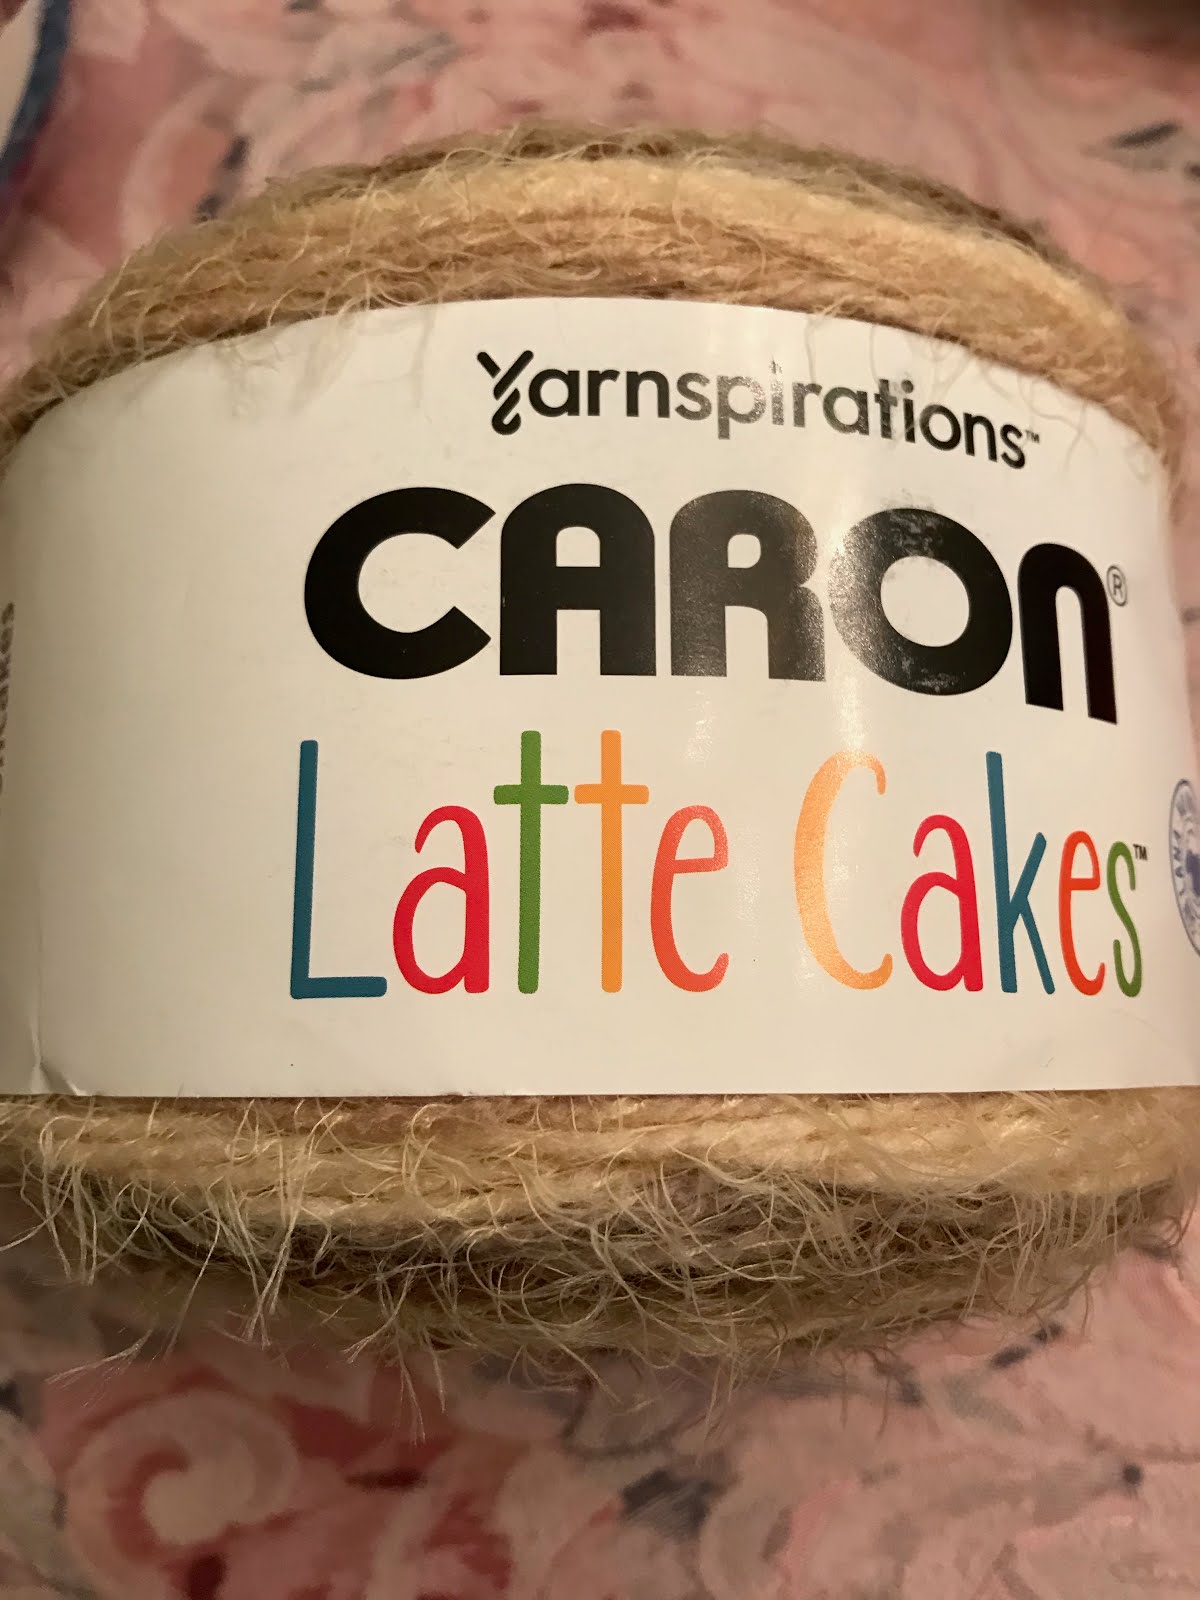 Yarnspirations™
CARON®
Latte Cakes™